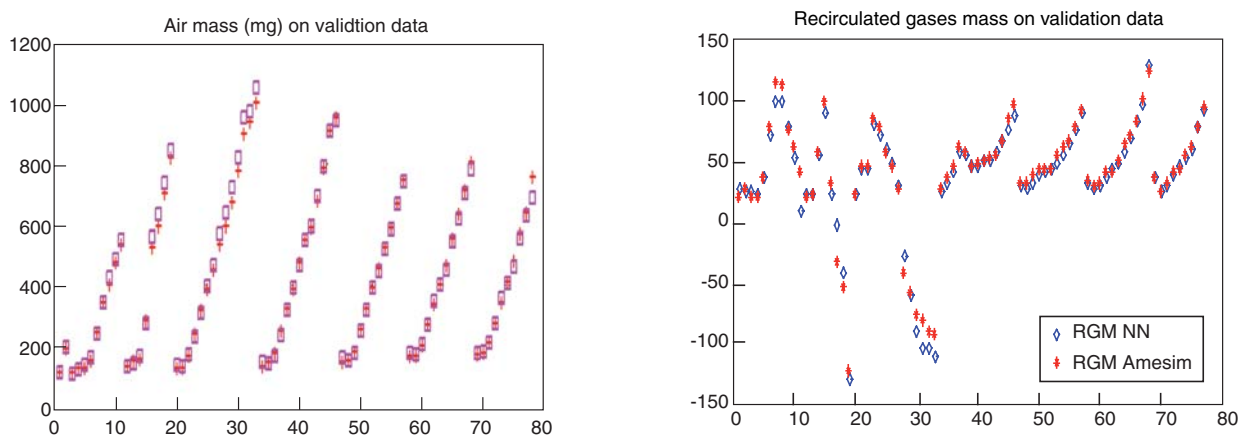 Air mass (mg) on validtion data
1200
1000
800
600
400
200
0
0 10 20 30 40 50 60 70 80
Recirculated gases mass on validation data
150
100
50
0
-50
-100
-150
0 10 20 30 40 50 60 70 80
RGM NN
RGM Amesim